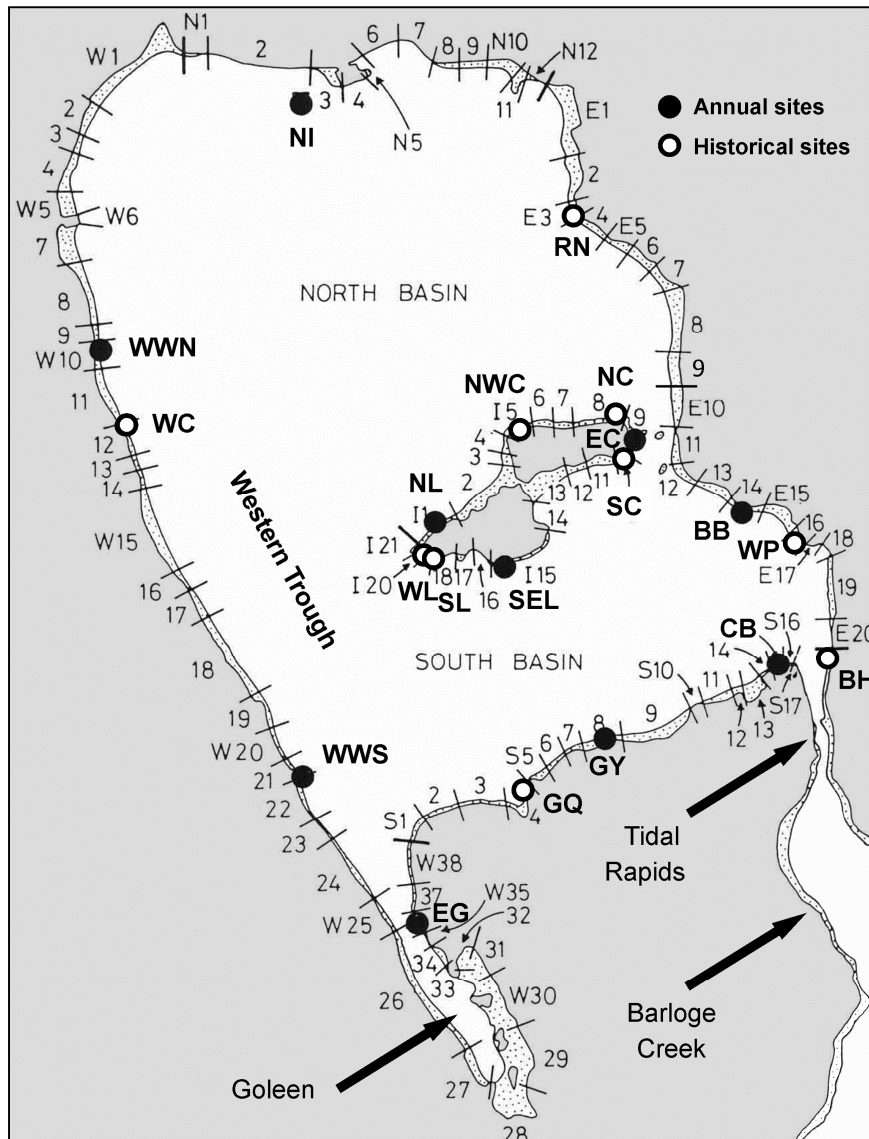 N1
W1
2
6
7
8
9
N10
N12
3
4
11
N5
2
3
4
NI
E1
Annual sites
Historical sites
2
W5
W6
E3
4
RN
E5
6
7
7
NORTH BASIN
8
8
9
WWN
W10
9
11
NWC
NC
I5
6
7
8
9
E10
WC
4
EC
12
3
11
13
2
13
12
11
12
13
14
NL
SC
14
E15
I1
14
BB
16
WP
18
E17
W15
I21
I20
WL
18
17
16
I15
SL
SEL
19
16
Western Trough
17
SOUTH BASIN
CB
S16
E20
14
18
S10
11
BH
S17
19
9
12
13
W20
WWS
8
7
6
S5
GY
21
22
2
3
4
GQ
S1
23
Tidal
Rapids
W38
24
37
W35
W25
EG
32
34
31
33
26
W30
Barloge
Creek
29
Goleen
27
28